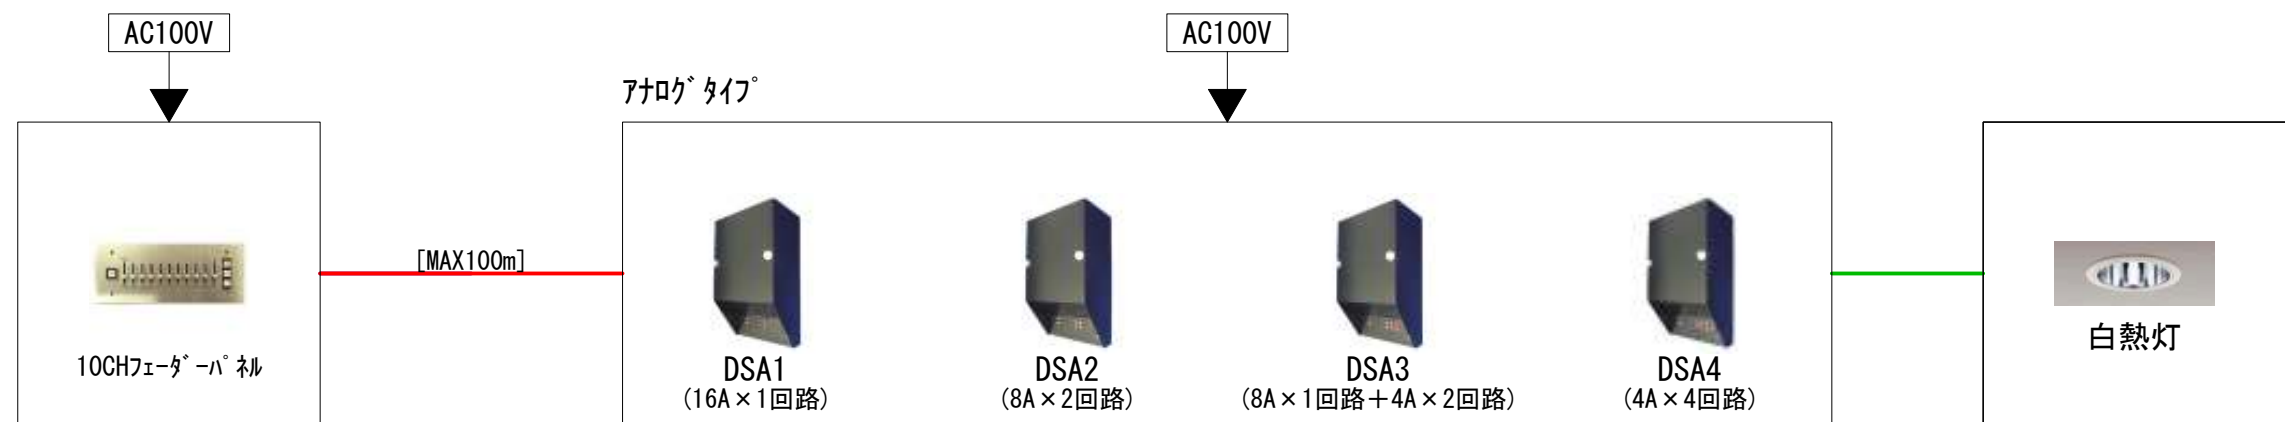 AC100V
AC100V
ｱﾅﾛｸﾞﾀｲﾌﾟ
[MAX100m]
10CHﾌｪｰﾀﾞｰﾊﾟﾈﾙ
DSA1
(16A×1回路)
DSA2
(8A×2回路)
DSA3
(8A×1回路＋4A×2回路)
DSA4
(4A×4回路)
白熱灯